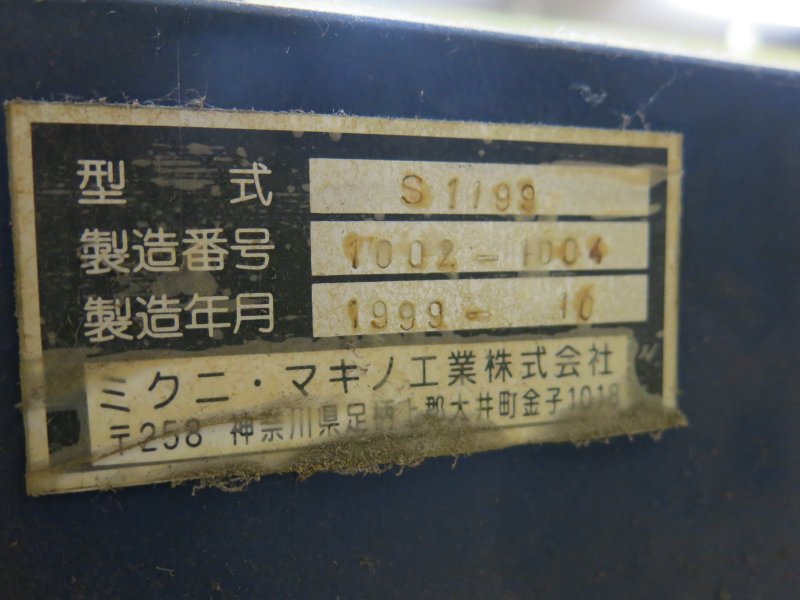 型式 S1199
製造番号 1002-1004
製造年月 1999-10
ミクニ・マキノ工業株式会社
〒258 神奈川県足柄上郡大井町金子1018